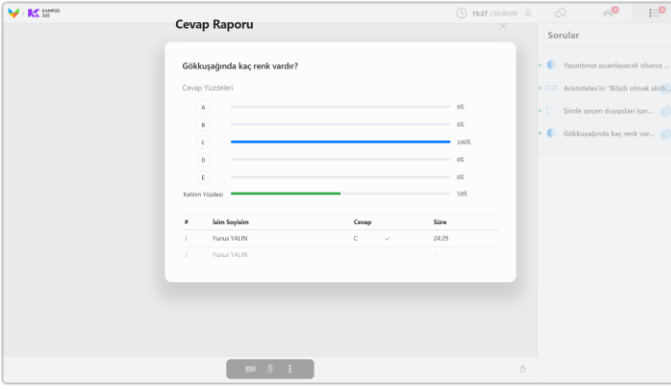 KAMPÜS
365
15:27 / 02:00:00
Cevap Raporu
Sorular
Gökkuşağında kaç renk vardır?
Cevap Yüzdeleri
A 0%
B 0%
C 100%
D 0%
E 0%
Katılım Yüzdesi 50%
# İsim Soyisim Cevap Süre
1 Yunus YALIN C 24:29
2 Yunus YALIN -
Yaşantınızı puanlayacak olsanız ...
Aristoteles'in "Bilgili olmak akıllı...
Şiirde geçen duyguları işar...
Gökkuşağında kaç renk var...